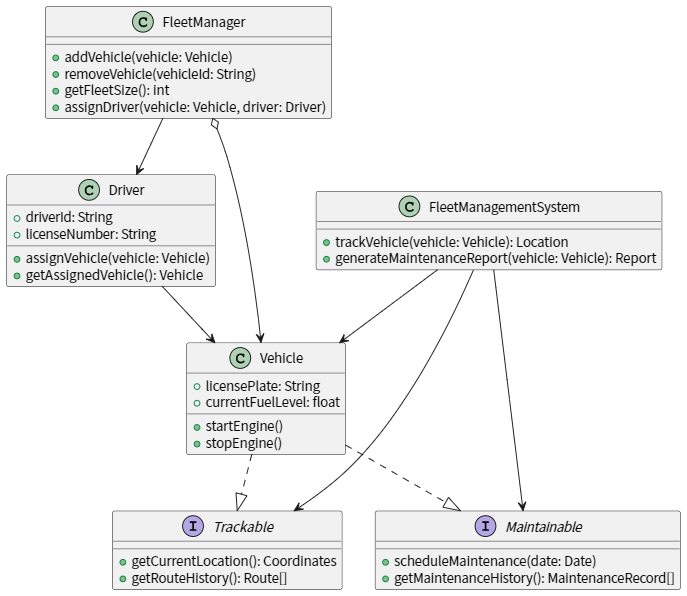 C FleetManager
addVehicle(vehicle: Vehicle)
removeVehicle(vehicleId: String)
getFleetSize(): int
assignDriver(vehicle: Vehicle, driver: Driver)
C Driver
driverId: String
licenseNumber: String
assignVehicle(vehicle: Vehicle)
getAssignedVehicle(): Vehicle
C FleetManagementSystem
trackVehicle(vehicle: Vehicle): Location
generateMaintenanceReport(vehicle: Vehicle): Report
C Vehicle
licensePlate: String
currentFuelLevel: float
startEngine()
stopEngine()
I Trackable
getCurrentLocation(): Coordinates
getRouteHistory(): Route[]
I Maintainable
scheduleMaintenance(date: Date)
getMaintenanceHistory(): MaintenanceRecord[]